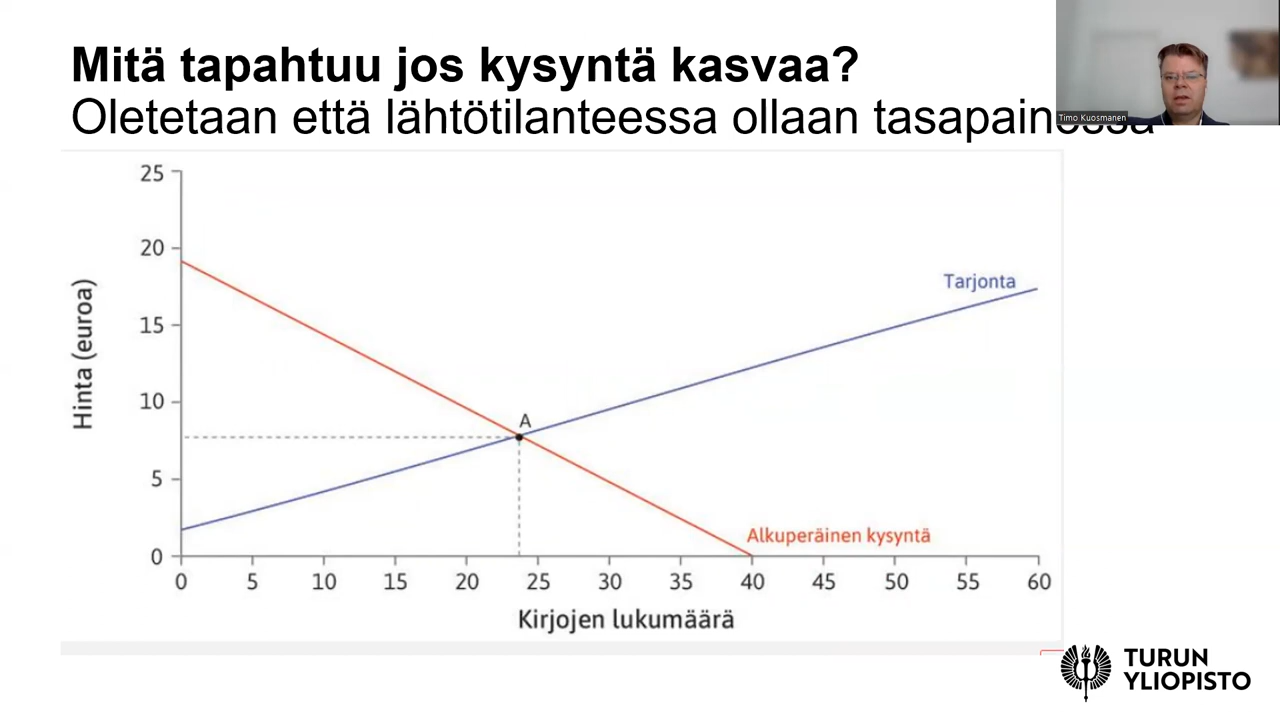 Mitä tapahtuu jos kysyntä kasvaa?
Oletetaan että lähtötilanteessa ollaan tasapainossa
Timo Kuosmanen
25
20
15
10
5
0
Hinta (euroa)
Tarjonta
A
Alkuperäinen kysyntä
0 5 10 15 20 25 30 35 40 45 50 55 60
Kirjojen lukumäärä
TURUN
YLIOPISTO